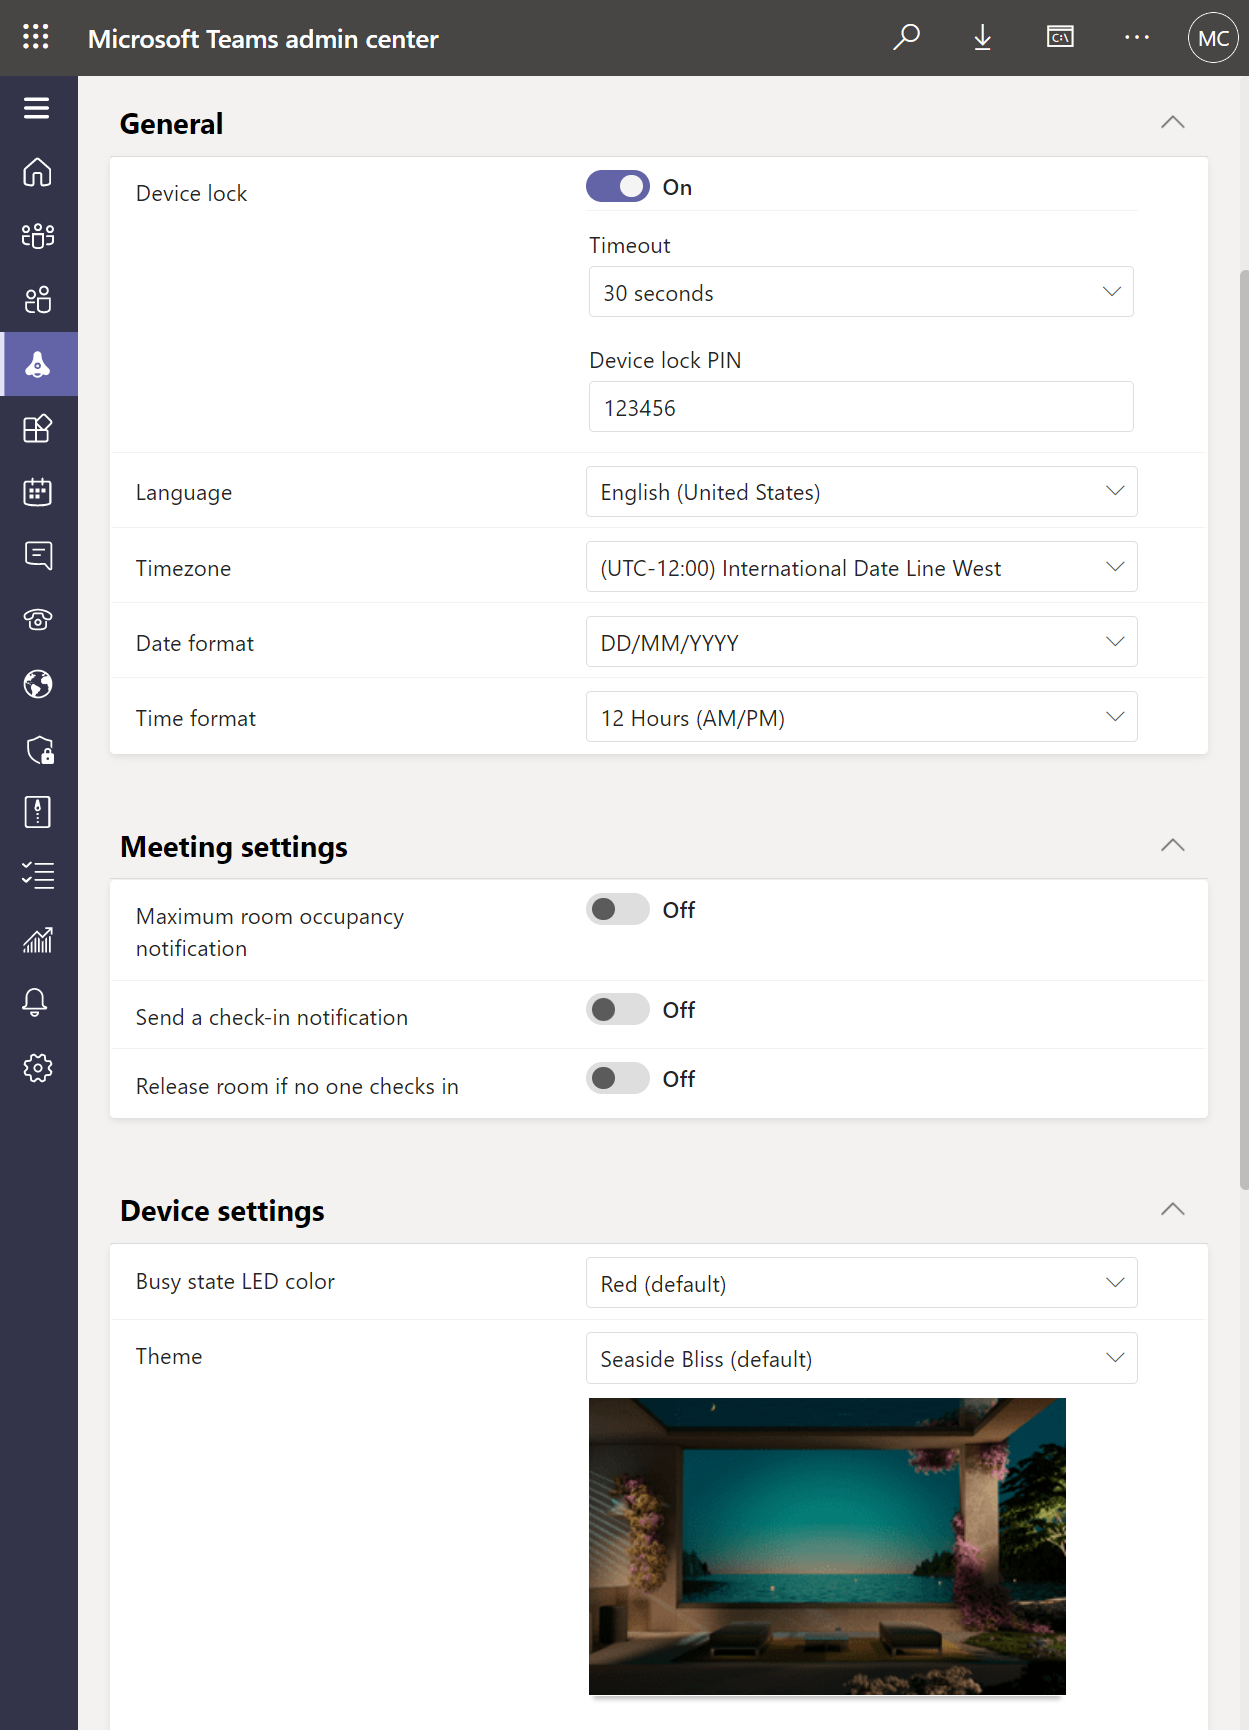 Microsoft Teams admin center
C:\
MC
General
Device lock
On
Timeout
30 seconds
Device lock PIN
123456
Language
English (United States)
Timezone
(UTC-12:00) International Date Line West
Date format
DD/MM/YYYY
Time format
12 Hours (AM/PM)
Meeting settings
Maximum room occupancy
notification
Off
Send a check-in notification
Off
Release room if no one checks in
Off
Device settings
Busy state LED color
Red (default)
Theme
Seaside Bliss (default)